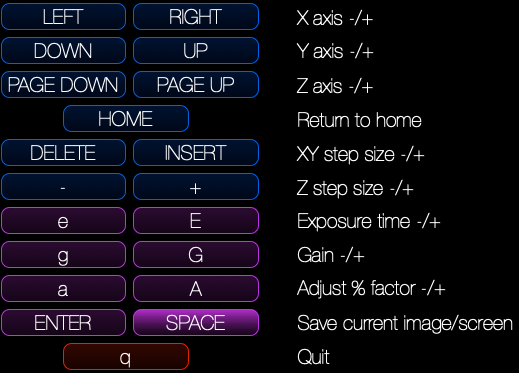 LEFT RIGHT X axis -/+
DOWN UP Y axis -/+
PAGE DOWN PAGE UP Z axis -/+
HOME Return to home
DELETE INSERT XY step size -/+
- + Z step size -/+
e E Exposure time -/+
g G Gain -/+
a A Adjust % factor -/+
ENTER SPACE Save current image/screen
q Quit